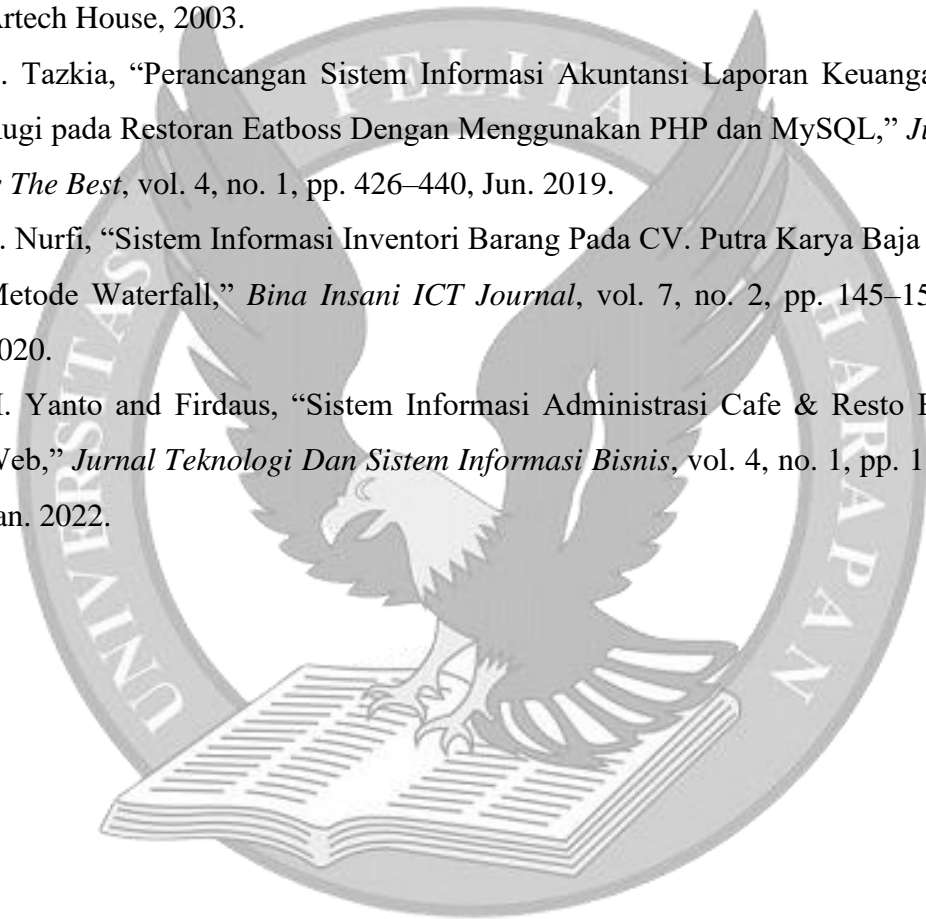 Artech House, 2003.
. Tazkia, “Perancangan Sistem Informasi Akuntansi Laporan Keuanga
Rugi pada Restoran Eatboss Dengan Menggunakan PHP dan MySQL,” Ju
The Best, vol. 4, no. 1, pp. 426–440, Jun. 2019.
. Nurfi, “Sistem Informasi Inventori Barang Pada CV. Putra Karya Baja
Metode Waterfall,” Bina Insani ICT Journal, vol. 7, no. 2, pp. 145–15
2020.
Yanto and Firdaus, “Sistem Informasi Administrasi Cafe & Resto
Web,” Jurnal Teknologi Dan Sistem Informasi Bisnis, vol. 4, no. 1, pp. 1
Jan. 2022.
UNIVERSITAS PELITA HARAPAN